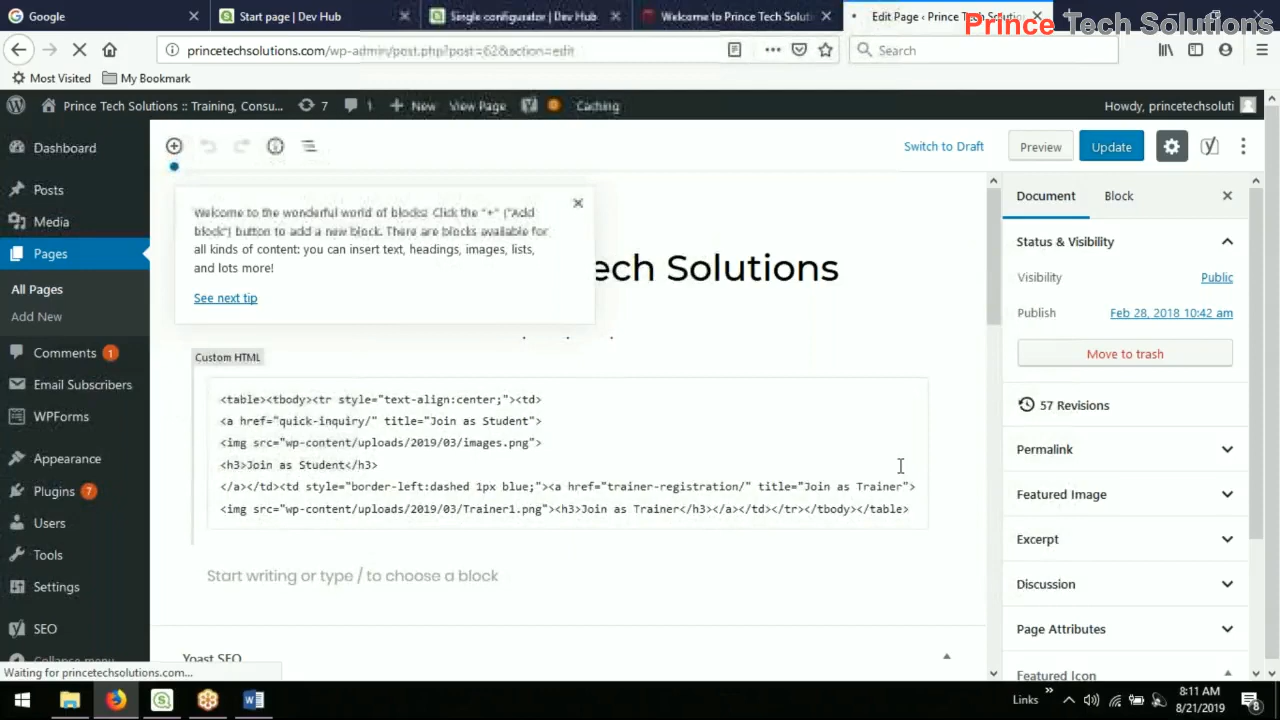 Google
Start page | Dev Hub
Single configurator | Dev Hub
Welcome to Prince Tech Solut
Edit Page ‹ Prince Tech Solution
Prince Tech Solutions
princetechsolutions.com/wp-admin/post.php?post=62&action=edit
Search
Most Visited
My Bookmark
Prince Tech Solutions :: Training, Consu...
7
1
New
View Page
Caching
Howdy, princetechsoluti
Dashboard
Posts
Media
Pages
All Pages
Add New
Comments 1
Email Subscribers
WPForms
Appearance
Plugins 7
Users
Tools
Settings
SEO
Collapse menu
Switch to Draft
Preview
Update
Welcome to the wonderful world of blocks! Click the "+" ("Add
block") button to add a new block. There are blocks available for
all kinds of content: you can insert text, headings, images, lists,
and lots more!
See next tip
ech Solutions
Custom HTML
<table><tbody><tr style="text-align:center;"><td>
<a href="quick-inquiry/" title="Join as Student">
<img src="wp-content/uploads/2019/03/images.png">
<h3>Join as Student</h3>
</a></td><td style="border-left:dashed 1px blue;"><a href="trainer-registration/" title="Join as Trainer">
<img src="wp-content/uploads/2019/03/Trainer1.png"><h3>Join as Trainer</h3></a></td></tr></tbody></table>
Start writing or type / to choose a block
Yoast SEO
Document
Block
Status & Visibility
Visibility
Public
Publish
Feb 28, 2018 10:42 am
Move to trash
57 Revisions
Permalink
Featured Image
Excerpt
Discussion
Page Attributes
Featured Icon
Waiting for princetechsolutions.com...
Links
8:11 AM
8/21/2019
8